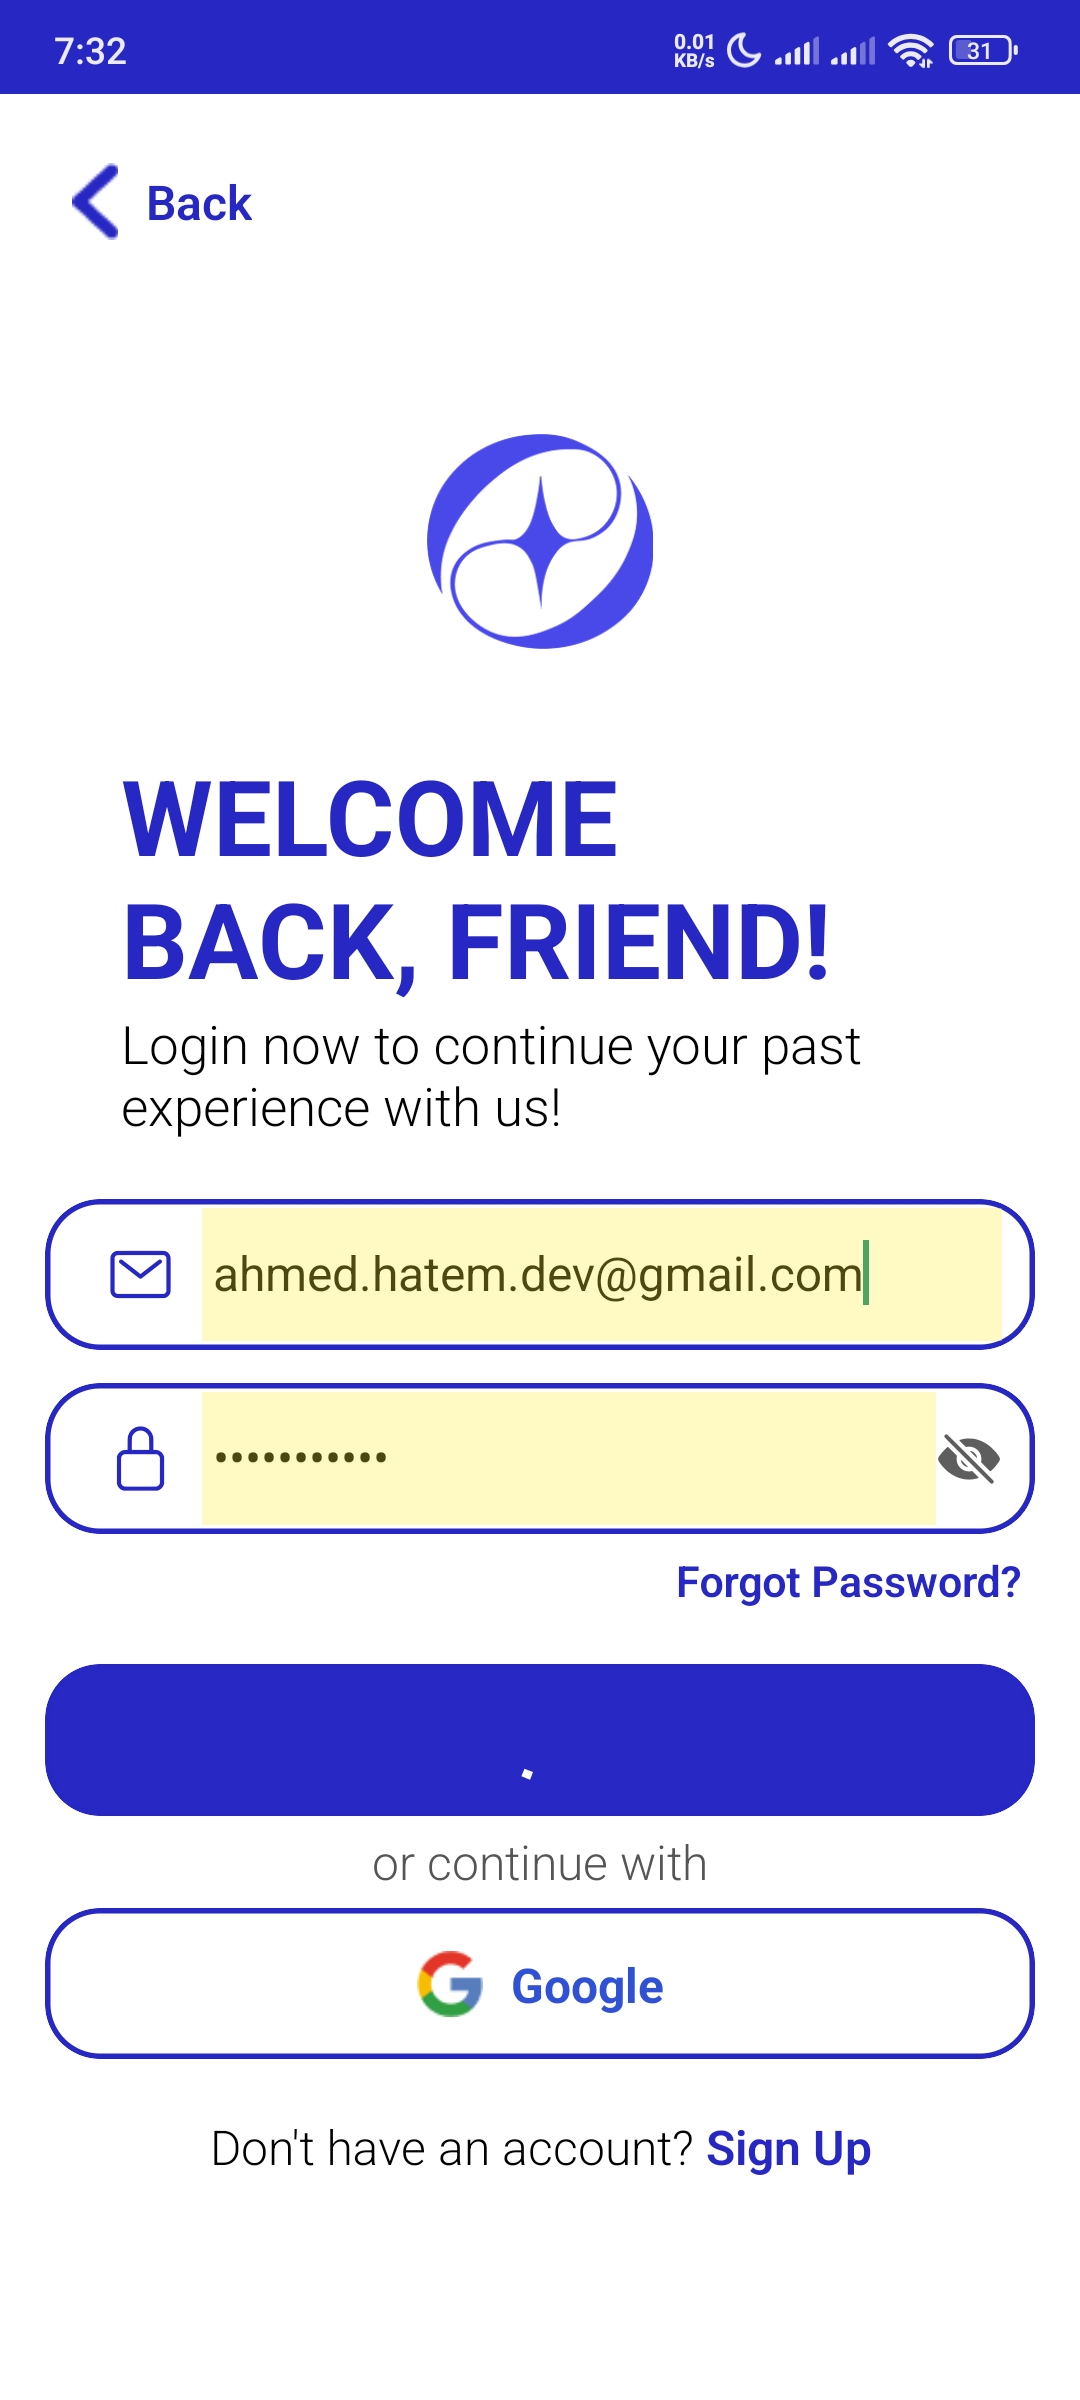 7:32
0.01
KB/s
31
Back
WELCOME
BACK, FRIEND!
Login now to continue your past
experience with us!
ahmed.hatem.dev@gmail.com
•••••••••••
Forgot Password?
or continue with
Google
Don't have an account? Sign Up